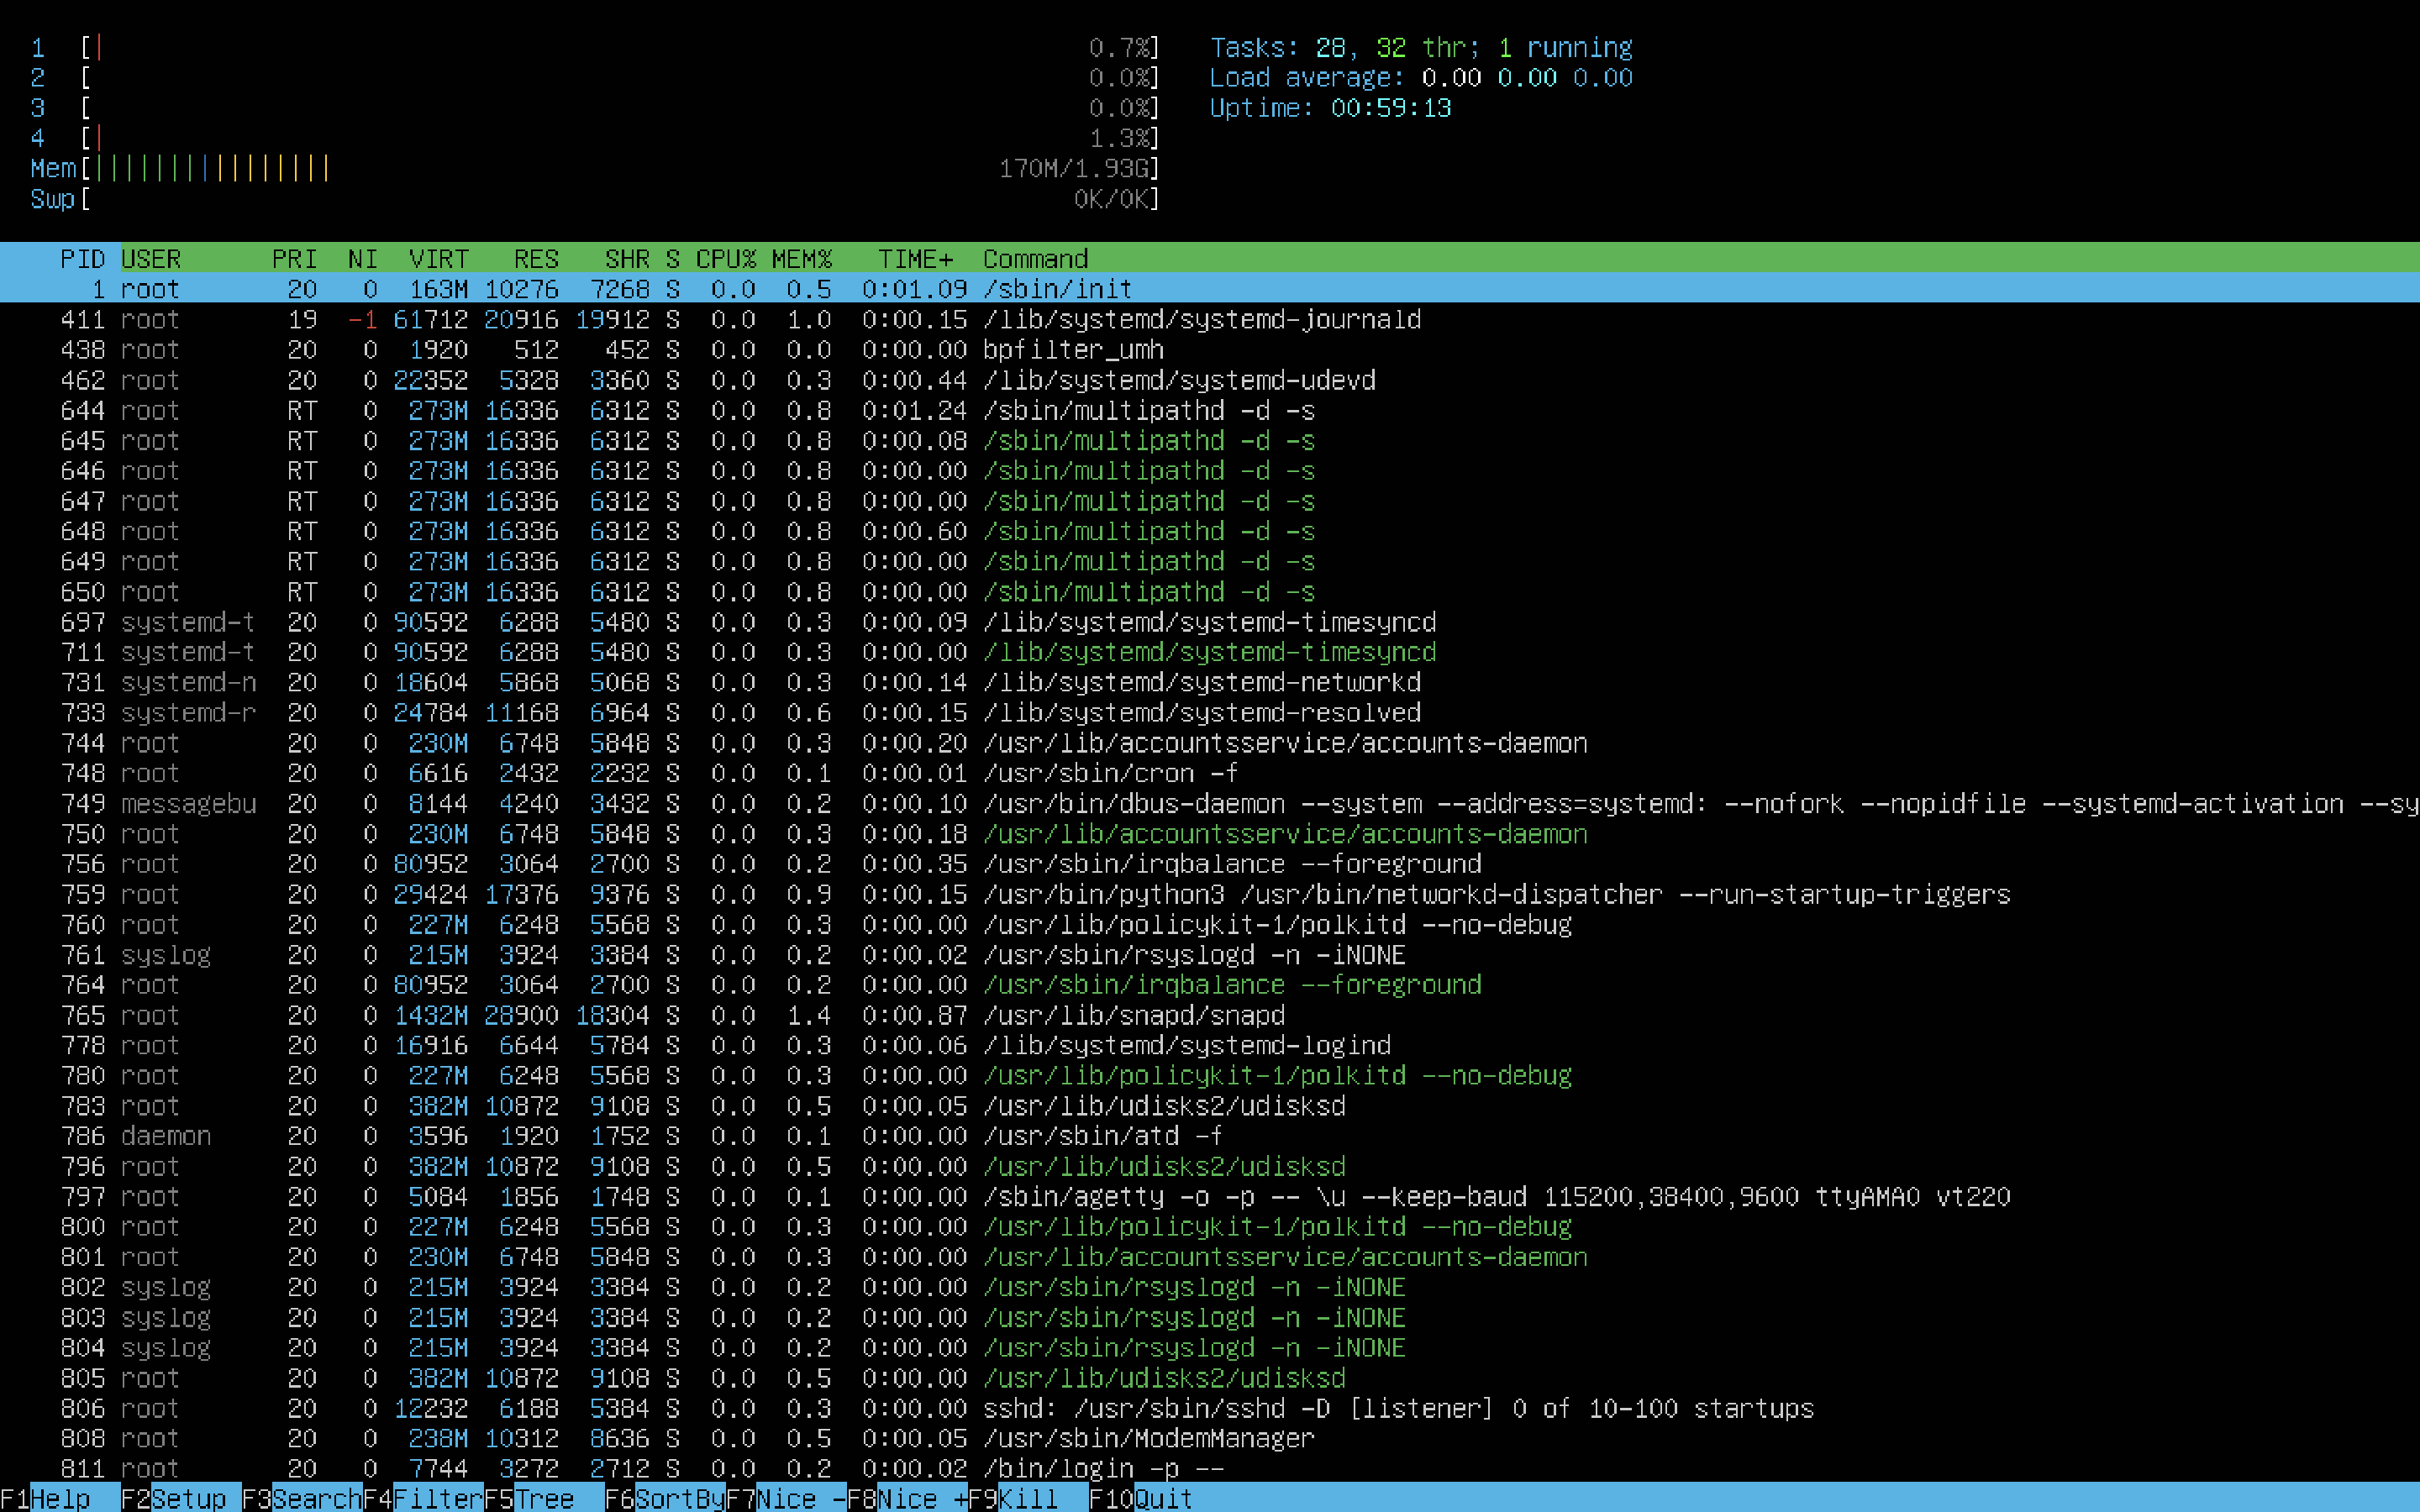 1 [| 0.7%] Tasks: 28, 32 thr; 1 running
2 [ 0.0%] Load average: 0.00 0.00 0.00
3 [ 0.0%] Uptime: 00:59:13
4 [| 1.3%]
Mem[|||||||||||||||| 170M/1.93G]
Swp[ 0K/0K]
PID USER PRI NI VIRT RES SHR S CPU% MEM% TIME+ Command
1 root 20 0 163M 10276 7268 S 0.0 0.5 0:01.09 /sbin/init
411 root 19 -1 61712 20916 19912 S 0.0 1.0 0:00.15 /lib/systemd/systemd-journald
438 root 20 0 1920 512 452 S 0.0 0.0 0:00.00 bpfilter_umh
462 root 20 0 22352 5328 3360 S 0.0 0.3 0:00.44 /lib/systemd/systemd-udevd
644 root RT 0 273M 16336 6312 S 0.0 0.8 0:01.24 /sbin/multipathd -d -s
645 root RT 0 273M 16336 6312 S 0.0 0.8 0:00.08 /sbin/multipathd -d -s
646 root RT 0 273M 16336 6312 S 0.0 0.8 0:00.00 /sbin/multipathd -d -s
647 root RT 0 273M 16336 6312 S 0.0 0.8 0:00.00 /sbin/multipathd -d -s
648 root RT 0 273M 16336 6312 S 0.0 0.8 0:00.60 /sbin/multipathd -d -s
649 root RT 0 273M 16336 6312 S 0.0 0.8 0:00.00 /sbin/multipathd -d -s
650 root RT 0 273M 16336 6312 S 0.0 0.8 0:00.00 /sbin/multipathd -d -s
697 systemd-t 20 0 90592 6288 5480 S 0.0 0.3 0:00.09 /lib/systemd/systemd-timesyncd
711 systemd-t 20 0 90592 6288 5480 S 0.0 0.3 0:00.00 /lib/systemd/systemd-timesyncd
731 systemd-n 20 0 18604 5868 5068 S 0.0 0.3 0:00.14 /lib/systemd/systemd-networkd
733 systemd-r 20 0 24784 11168 6964 S 0.0 0.6 0:00.15 /lib/systemd/systemd-resolved
744 root 20 0 230M 6748 5848 S 0.0 0.3 0:00.20 /usr/lib/accountsservice/accounts-daemon
748 root 20 0 6616 2432 2232 S 0.0 0.1 0:00.01 /usr/sbin/cron -f
749 messagebu 20 0 8144 4240 3432 S 0.0 0.2 0:00.10 /usr/bin/dbus-daemon --system --address=systemd: --nofork --nopidfile --systemd-activation --sy
750 root 20 0 230M 6748 5848 S 0.0 0.3 0:00.18 /usr/lib/accountsservice/accounts-daemon
756 root 20 0 80952 3064 2700 S 0.0 0.2 0:00.35 /usr/sbin/irqbalance --foreground
759 root 20 0 29424 17376 9376 S 0.0 0.9 0:00.15 /usr/bin/python3 /usr/bin/networkd-dispatcher --run-startup-triggers
760 root 20 0 227M 6248 5568 S 0.0 0.3 0:00.00 /usr/lib/policykit-1/polkitd --no-debug
761 syslog 20 0 215M 3924 3384 S 0.0 0.2 0:00.02 /usr/sbin/rsyslogd -n -iNONE
764 root 20 0 80952 3064 2700 S 0.0 0.2 0:00.00 /usr/sbin/irqbalance --foreground
765 root 20 0 1432M 28900 18304 S 0.0 1.4 0:00.87 /usr/lib/snapd/snapd
778 root 20 0 16916 6644 5784 S 0.0 0.3 0:00.06 /lib/systemd/systemd-logind
780 root 20 0 227M 6248 5568 S 0.0 0.3 0:00.00 /usr/lib/policykit-1/polkitd --no-debug
783 root 20 0 382M 10872 9108 S 0.0 0.5 0:00.05 /usr/lib/udisks2/udisksd
786 daemon 20 0 3596 1920 1752 S 0.0 0.1 0:00.00 /usr/sbin/atd -f
796 root 20 0 382M 10872 9108 S 0.0 0.5 0:00.00 /usr/lib/udisks2/udisksd
797 root 20 0 5084 1856 1748 S 0.0 0.1 0:00.00 /sbin/agetty -o -p -- \u --keep-baud 115200,38400,9600 ttyAMA0 vt220
800 root 20 0 227M 6248 5568 S 0.0 0.3 0:00.00 /usr/lib/policykit-1/polkitd --no-debug
801 root 20 0 230M 6748 5848 S 0.0 0.3 0:00.00 /usr/lib/accountsservice/accounts-daemon
802 syslog 20 0 215M 3924 3384 S 0.0 0.2 0:00.00 /usr/sbin/rsyslogd -n -iNONE
803 syslog 20 0 215M 3924 3384 S 0.0 0.2 0:00.00 /usr/sbin/rsyslogd -n -iNONE
804 syslog 20 0 215M 3924 3384 S 0.0 0.2 0:00.00 /usr/sbin/rsyslogd -n -iNONE
805 root 20 0 382M 10872 9108 S 0.0 0.5 0:00.00 /usr/lib/udisks2/udisksd
806 root 20 0 12232 6188 5384 S 0.0 0.3 0:00.00 sshd: /usr/sbin/sshd -D [listener] 0 of 10-100 startups
808 root 20 0 238M 10312 8636 S 0.0 0.5 0:00.05 /usr/sbin/ModemManager
811 root 20 0 7744 3272 2712 S 0.0 0.2 0:00.02 /bin/login -p --
F1Help F2Setup F3SearchF4FilterF5Tree F6SortByF7Nice -F8Nice +F9Kill F10Quit